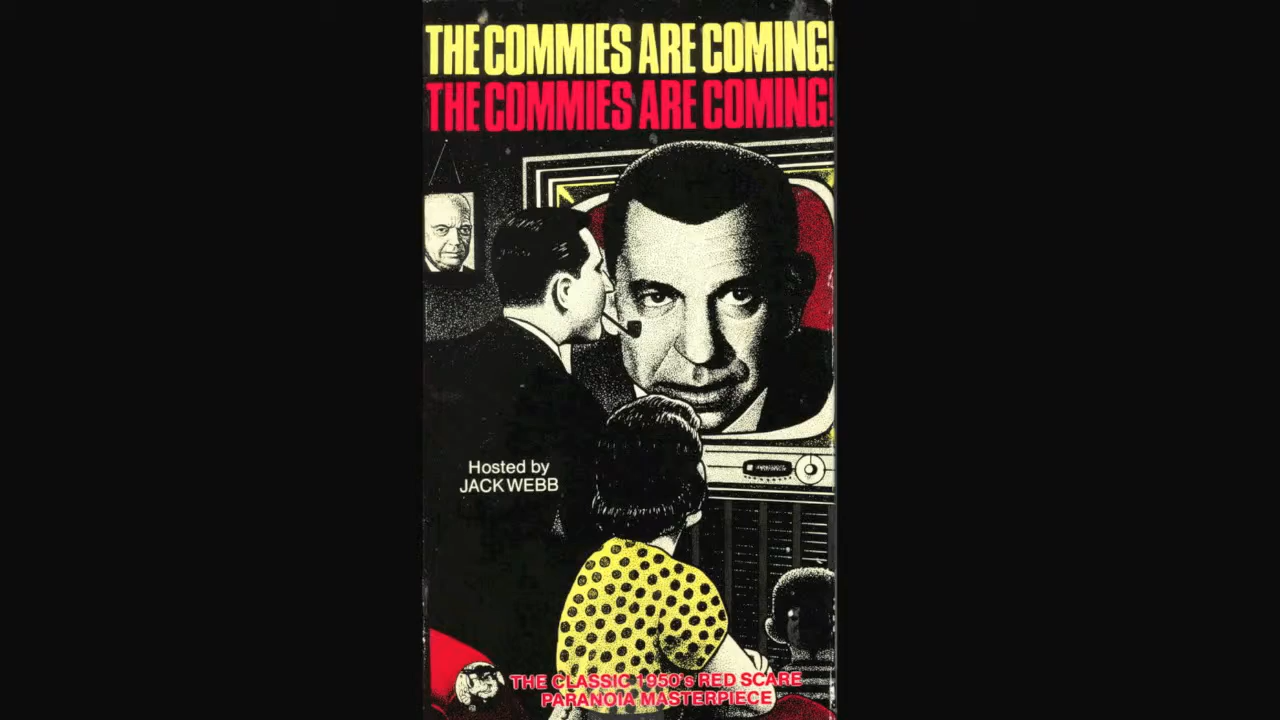 THE COMMIES ARE COMING!
THE COMMIES ARE COMING!
Hosted by
JACK WEBB
THE CLASSIC 1950's RED SCARE
PARANOIA MASTERPIECE